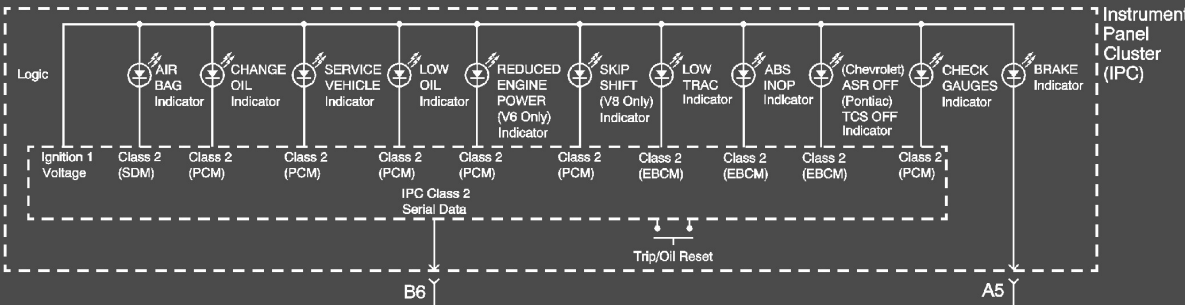 Instrument
Panel
Cluster
(IPC)
Logic
AIR
BAG
Indicator
CHANGE
OIL
Indicator
SERVICE
VEHICLE
Indicator
LOW
OIL
Indicator
REDUCED
ENGINE
POWER
(V6 Only)
Indicator
SKIP
SHIFT
(V8 Only)
Indicator
LOW
TRAC
Indicator
ABS
INOP
Indicator
(Chevrolet)
ASR OFF
(Pontiac)
TCS OFF
Indicator
CHECK
GAUGES
Indicator
BRAKE
Indicator
Ignition 1
Voltage
Class 2
(SDM)
Class 2
(PCM)
Class 2
(PCM)
Class 2
(PCM)
Class 2
(PCM)
Class 2
(PCM)
Class 2
(EBCM)
Class 2
(EBCM)
Class 2
(EBCM)
Class 2
(PCM)
IPC Class 2
Serial Data
Trip/Oil Reset
B6
A5